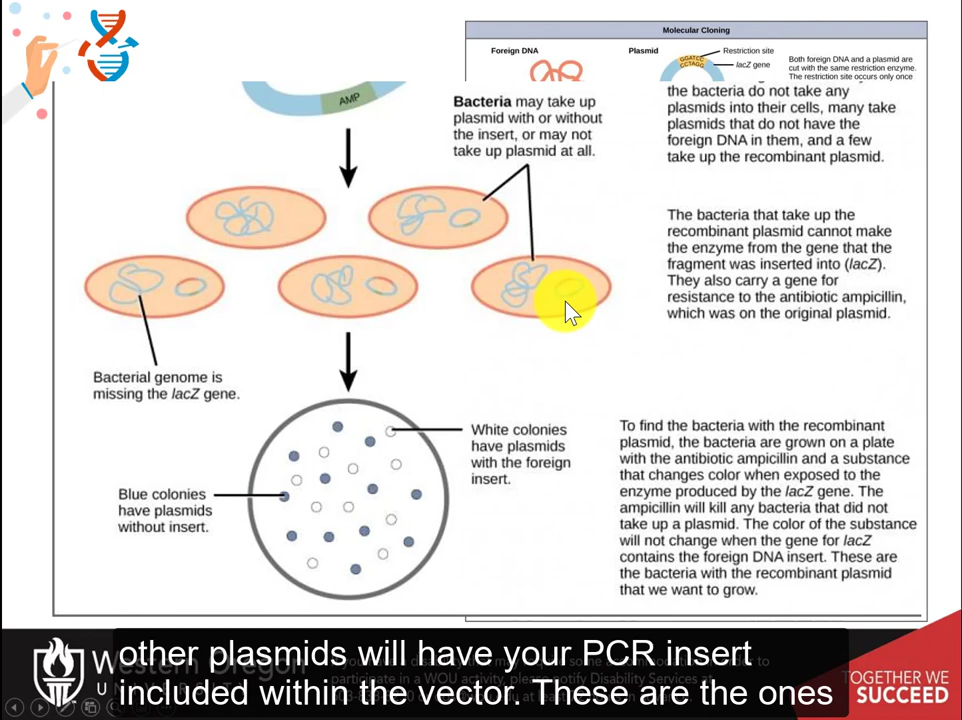 Molecular Cloning
Foreign DNA
Plasmid
Restriction site
lacZ gene
GGATCC
CCTAGG
Both foreign DNA and a plasmid are
cut with the same restriction enzyme.
The restriction site occurs only once
AMP
Bacteria may take up
plasmid with or without
the insert, or may not
take up plasmid at all.
the bacteria do not take any
plasmids into their cells, many take
plasmids that do not have the
foreign DNA in them, and a few
take up the recombinant plasmid.
The bacteria that take up the
recombinant plasmid cannot make
the enzyme from the gene that the
fragment was inserted into (lacZ).
They also carry a gene for
resistance to the antibiotic ampicillin,
which was on the original plasmid.
Bacterial genome is
missing the lacZ gene.
White colonies
have plasmids
with the foreign
insert.
Blue colonies
have plasmids
without insert.
To find the bacteria with the recombinant
plasmid, the bacteria are grown on a plate
with the antibiotic ampicillin and a substance
that changes color when exposed to the
enzyme produced by the lacZ gene. The
ampicillin will kill any bacteria that did not
take up a plasmid. The color of the substance
will not change when the gene for lacZ
contains the foreign DNA insert. These are
the bacteria with the recombinant plasmid
that we want to grow.
other plasmids will have your PCR insert
included within the vector. These are the ones
participate in a WOU activity, please notify Disability Services at
TOGETHER WE
SUCCEED